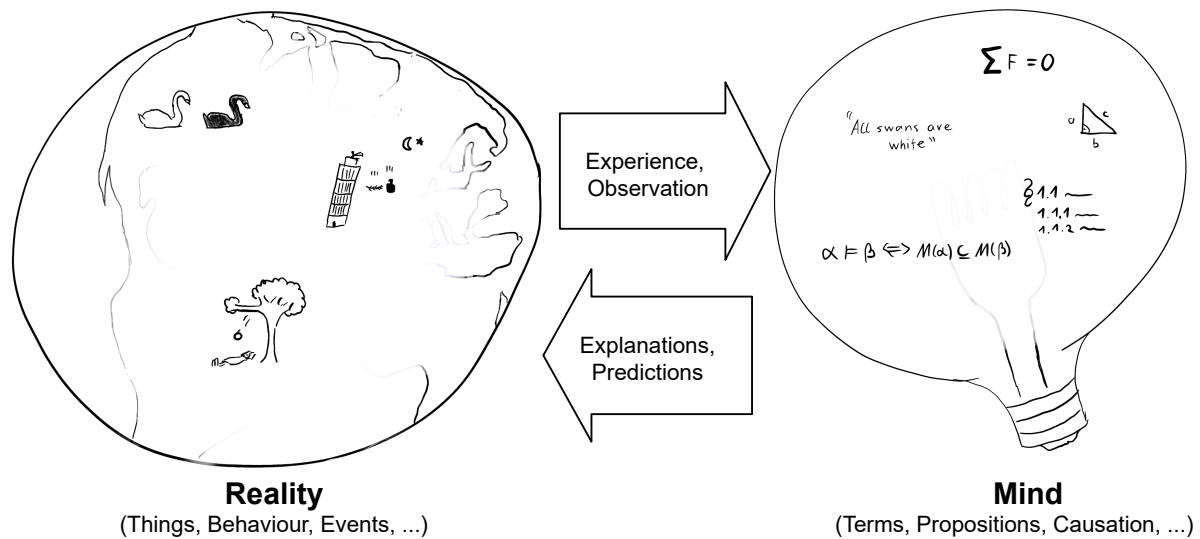 Σ F = 0
"All swans are
white"
a
c
b
1.1
1.1.1
1.1.2
α ⊨ β ⇔ M(α) ⊆ M(β)
Experience,
Observation
Explanations,
Predictions
Reality
(Things, Behaviour, Events, ...)
Mind
(Terms, Propositions, Causation, ...)